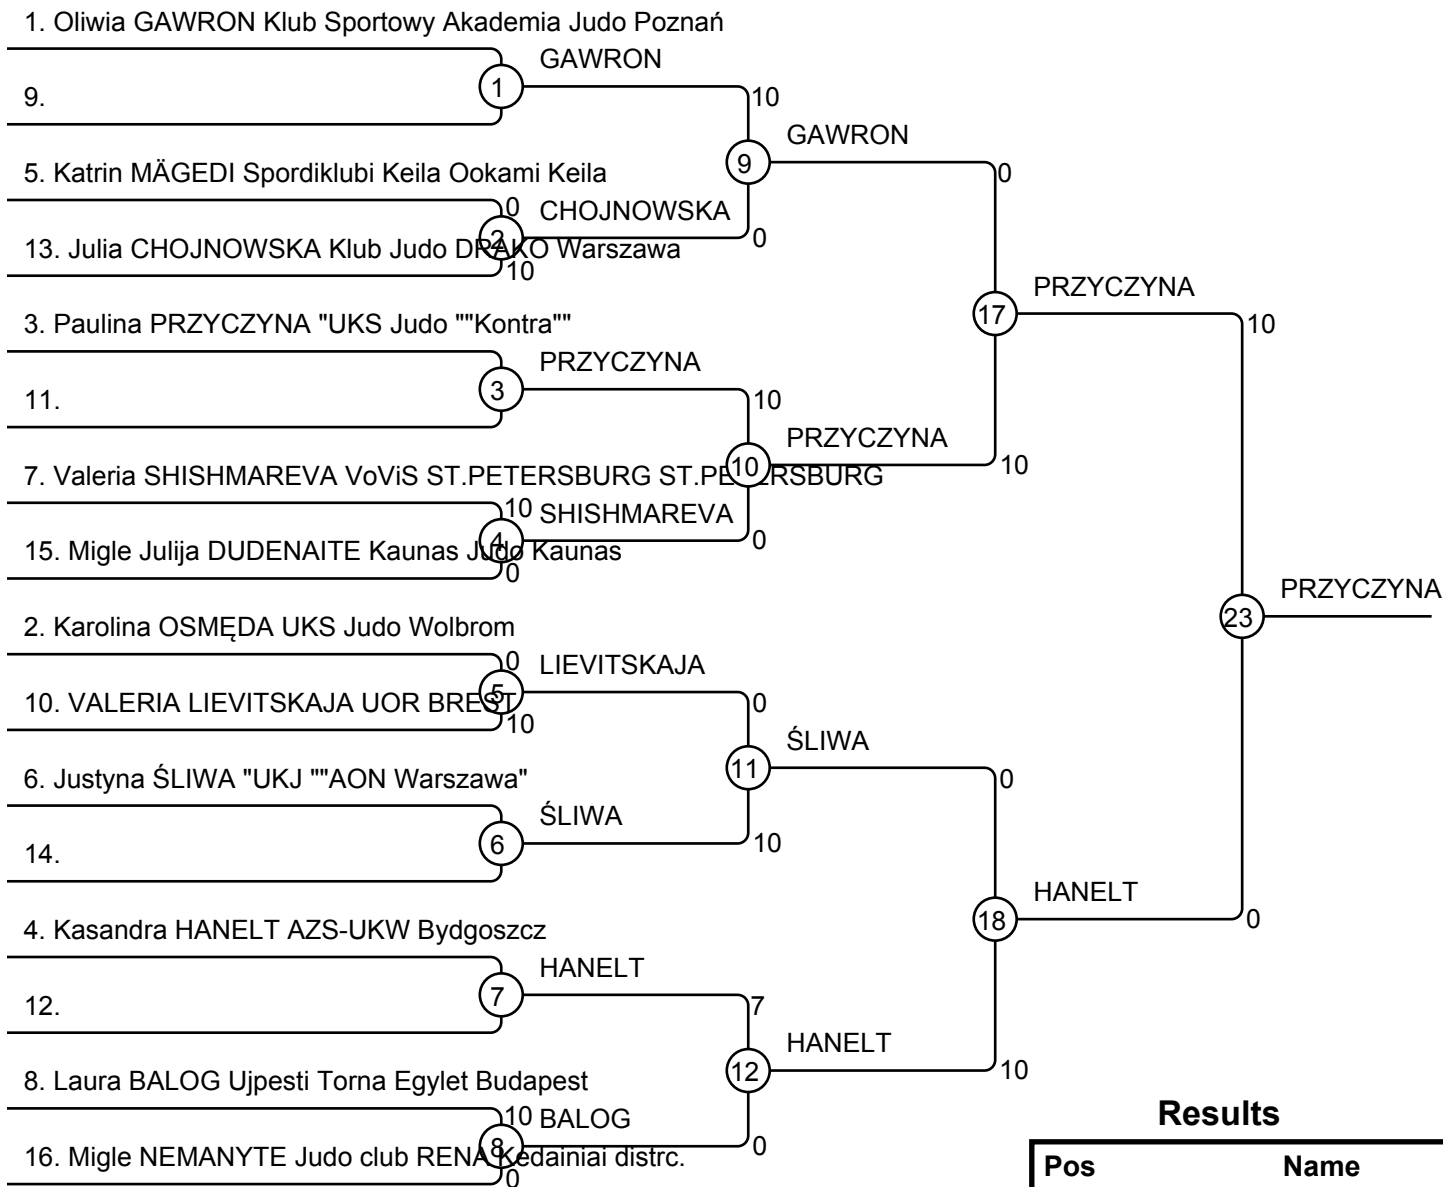 1. Oliwia GAWRON Klub Sportowy Akademia Judo Poznań
GAWRON
1
9.
10
GAWRON
9
5. Katrin MÄGEDI Spordiklubi Keila Ookami Keila
0
0
CHOJNOWSKA
2
0
13. Julia CHOJNOWSKA Klub Judo DRAKO Warszawa
10
PRZYCZYNA
17
10
3. Paulina PRZYCZYNA "UKS Judo ""Kontra""
PRZYCZYNA
3
11.
10
PRZYCZYNA
10
10
7. Valeria SHISHMAREVA VoViS ST.PETERSBURG ST.PETERSBURG
10
SHISHMAREVA
4
0
15. Migle Julija DUDENAITE Kaunas Judo Kaunas
0
PRZYCZYNA
23
2. Karolina OSMĘDA UKS Judo Wolbrom
0
LIEVITSKAJA
5
10. VALERIA LIEVITSKAJA UOR BREST
0
10
ŚLIWA
11
6. Justyna ŚLIWA "UKJ ""AON Warszawa"
0
ŚLIWA
6
10
14.
HANELT
18
0
4. Kasandra HANELT AZS-UKW Bydgoszcz
HANELT
7
12.
7
HANELT
12
10
8. Laura BALOG Ujpesti Torna Egylet Budapest
10
BALOG
8
0
16. Migle NEMANYTE Judo club RENA Kedainiai distrc.
0
Results
Pos Name